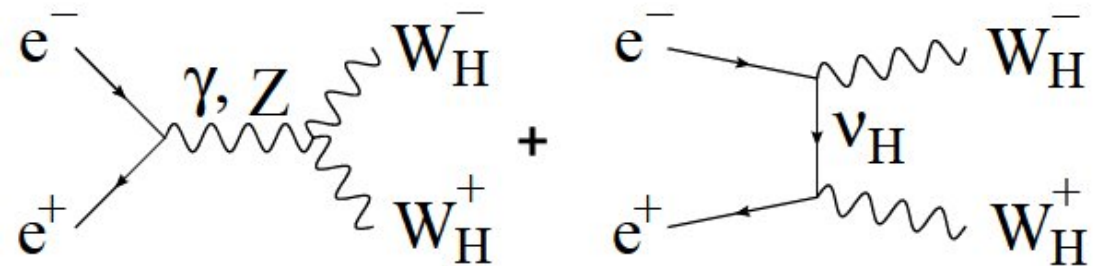 e⁻ γ, Z W_H⁻
e⁺ W_H⁺
+
e⁻ ν_H W_H⁻
e⁺ W_H⁺